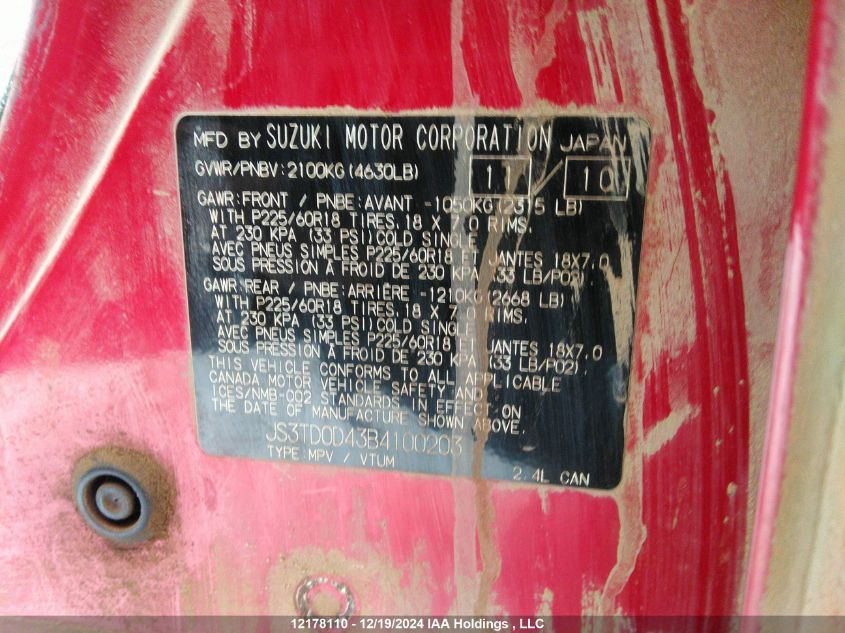 MFD BY SUZUKI MOTOR CORPORATION JAPAN
GVWR/PNBV:2100KG(4630LB) 11 / 10
GAWR:FRONT / PNBE:AVANT -1050KG(2315 LB)
WITH P225/60R18 TIRES,18 X 7.0 RIMS,
AT 230 KPA (33 PSI)COLD SINGLE
AVEC PNEUS SIMPLES P225/60R18 ET JANTES 18X7.0
SOUS PRESSION À FROID DE 230 KPA (33 LB/PO2).
GAWR:REAR / PNBE:ARRIÈRE -1210KG(2668 LB)
WITH P225/60R18 TIRES,18 X 7.0 RIMS,
AT 230 KPA (33 PSI)COLD SINGLE
AVEC PNEUS SIMPLES P225/60R18 ET JANTES 18X7.0
SOUS PRESSION À FROID DE 230 KPA (33 LB/PO2).
THIS VEHICLE CONFORMS TO ALL APPLICABLE
CANADA MOTOR VEHICLE SAFETY AND
ICES/NMB-002 STANDARDS IN EFFECT ON
THE DATE OF MANUFACTURE SHOWN ABOVE.
JS3TD0D43B4100203
TYPE:MPV / VTUM
2.4L CAN
12178110 - 12/19/2024 IAA Holdings , LLC